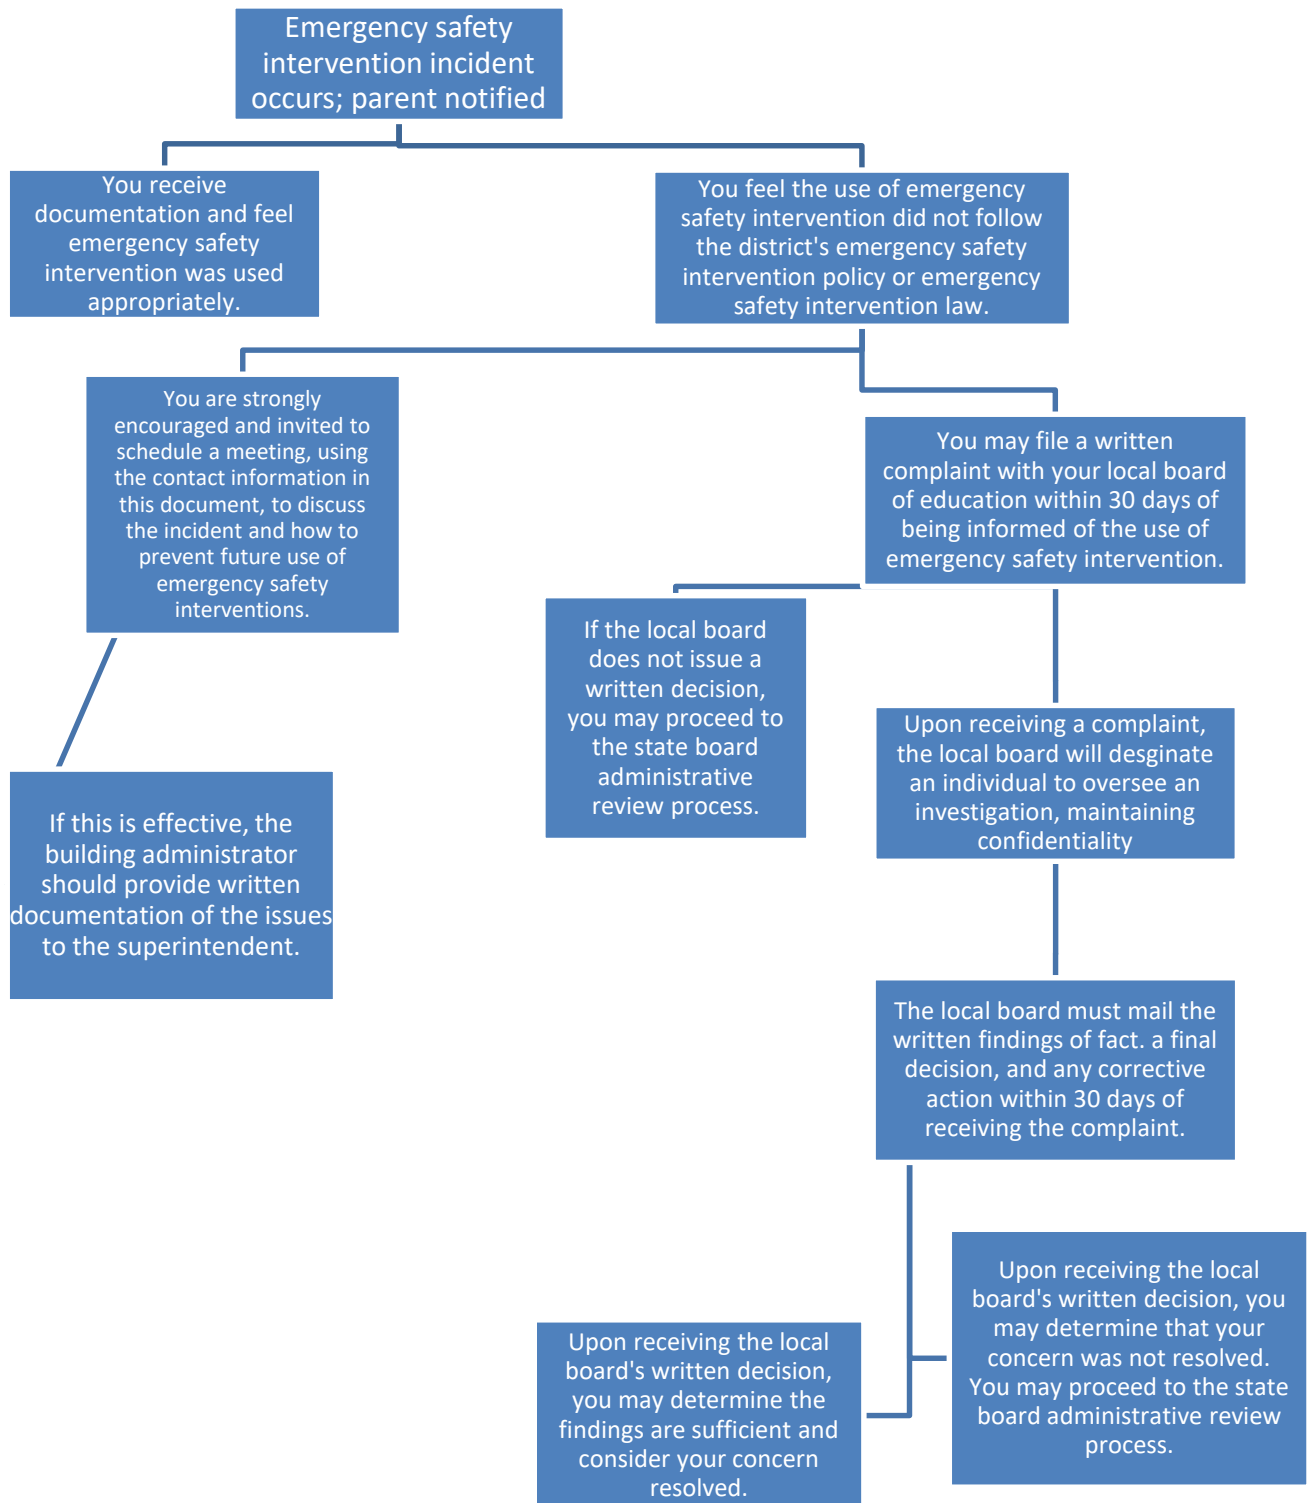 Emergency safety
intervention incident
occurs; parent notified
You receive
documentation and feel
emergency safety
intervention was used
appropriately.
You feel the use of emergency
safety intervention did not follow
the district's emergency safety
intervention policy or emergency
safety intervention law.
You are strongly
encouraged and invited to
schedule a meeting, using
the contact information in
this document, to discuss
the incident and how to
prevent future use of
emergency safety
interventions.
You may file a written
complaint with your local board
of education within 30 days of
being informed of the use of
emergency safety intervention.
If the local board
does not issue a
written decision,
you may proceed to
the state board
administrative
review process.
Upon receiving a complaint,
the local board will desginate
an individual to oversee an
investigation, maintaining
confidentiality
If this is effective, the
building administrator
should provide written
documentation of the issues
to the superintendent.
The local board must mail the
written findings of fact. a final
decision, and any corrective
action within 30 days of
receiving the complaint.
Upon receiving the local
board's written decision, you
may determine that your
concern was not resolved.
You may proceed to the state
board administrative review
process.
Upon receiving the local
board's written decision,
you may determine the
findings are sufficient and
consider your concern
resolved.